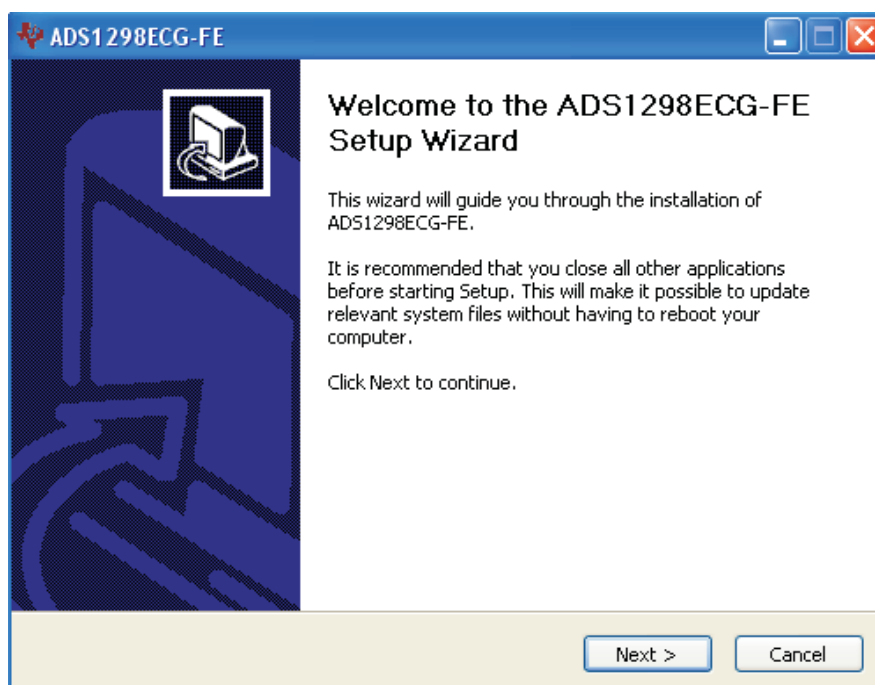 ADS1298ECG-FE
Welcome to the ADS1298ECG-FE
Setup Wizard
This wizard will guide you through the installation of
ADS1298ECG-FE.
It is recommended that you close all other applications
before starting Setup. This will make it possible to update
relevant system files without having to reboot your
computer.
Click Next to continue.
Next >
Cancel